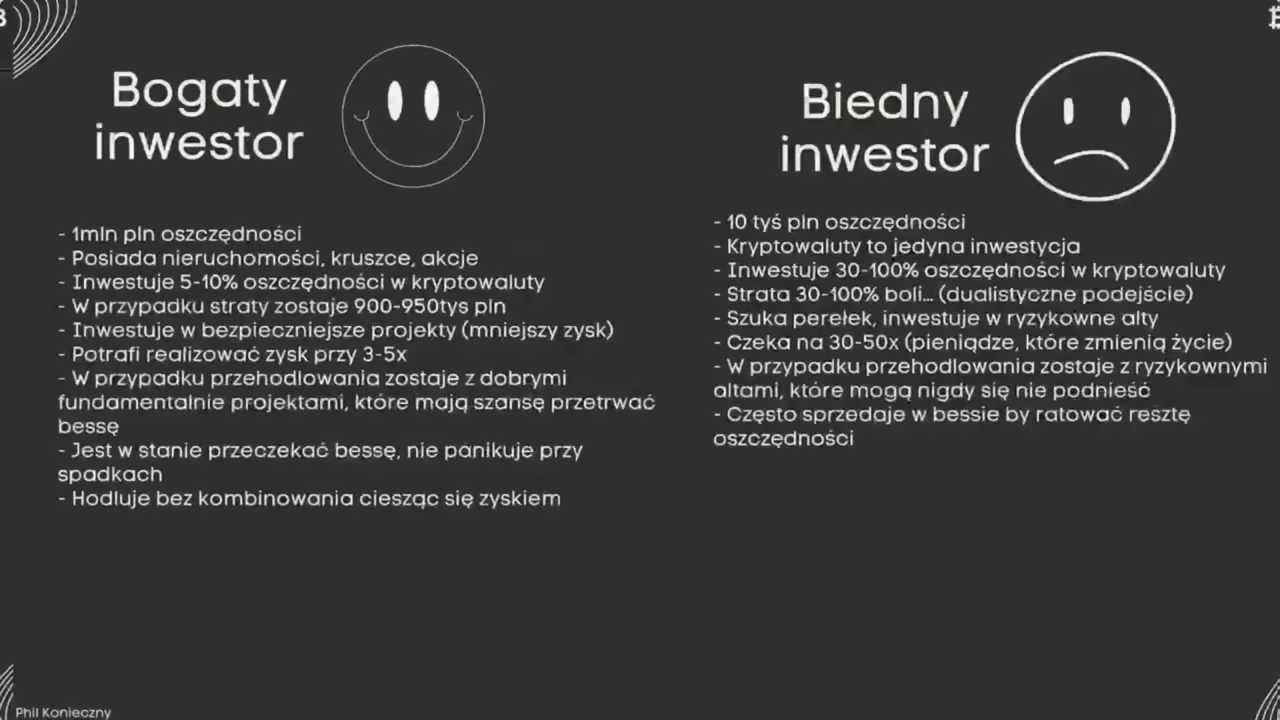 Bogaty
inwestor
- 1mln pln oszczędności
- Posiada nieruchomości, kruszce, akcje
- Inwestuje 5-10% oszczędności w kryptowaluty
- W przypadku straty zostaje 900-950tys pln
- Inwestuje w bezpieczniejsze projekty (mniejszy zysk)
- Potrafi realizować zysk przy 3-5x
- W przypadku przehodlowania zostaje z dobrymi
fundamentalnie projektami, które mają szansę przetrwać
bessę
- Jest w stanie przeczekać bessę, nie panikuje przy
spadkach
- Hodluje bez kombinowania ciesząc się zyskiem
Biedny
inwestor
- 10 tyś pln oszczędności
- Kryptowaluty to jedyna inwestycja
- Inwestuje 30-100% oszczędności w kryptowaluty
- Strata 30-100% boli... (dualistyczne podejście)
- Szuka perełek, inwestuje w ryzykowne alty
- Czeka na 30-50x (pieniądze, które zmienią życie)
- W przypadku przehodlowania zostaje z ryzykownymi
altami, które mogą nigdy się nie podnieść
- Często sprzedaje w bessie by ratować resztę
oszczędności
Phil Konieczny